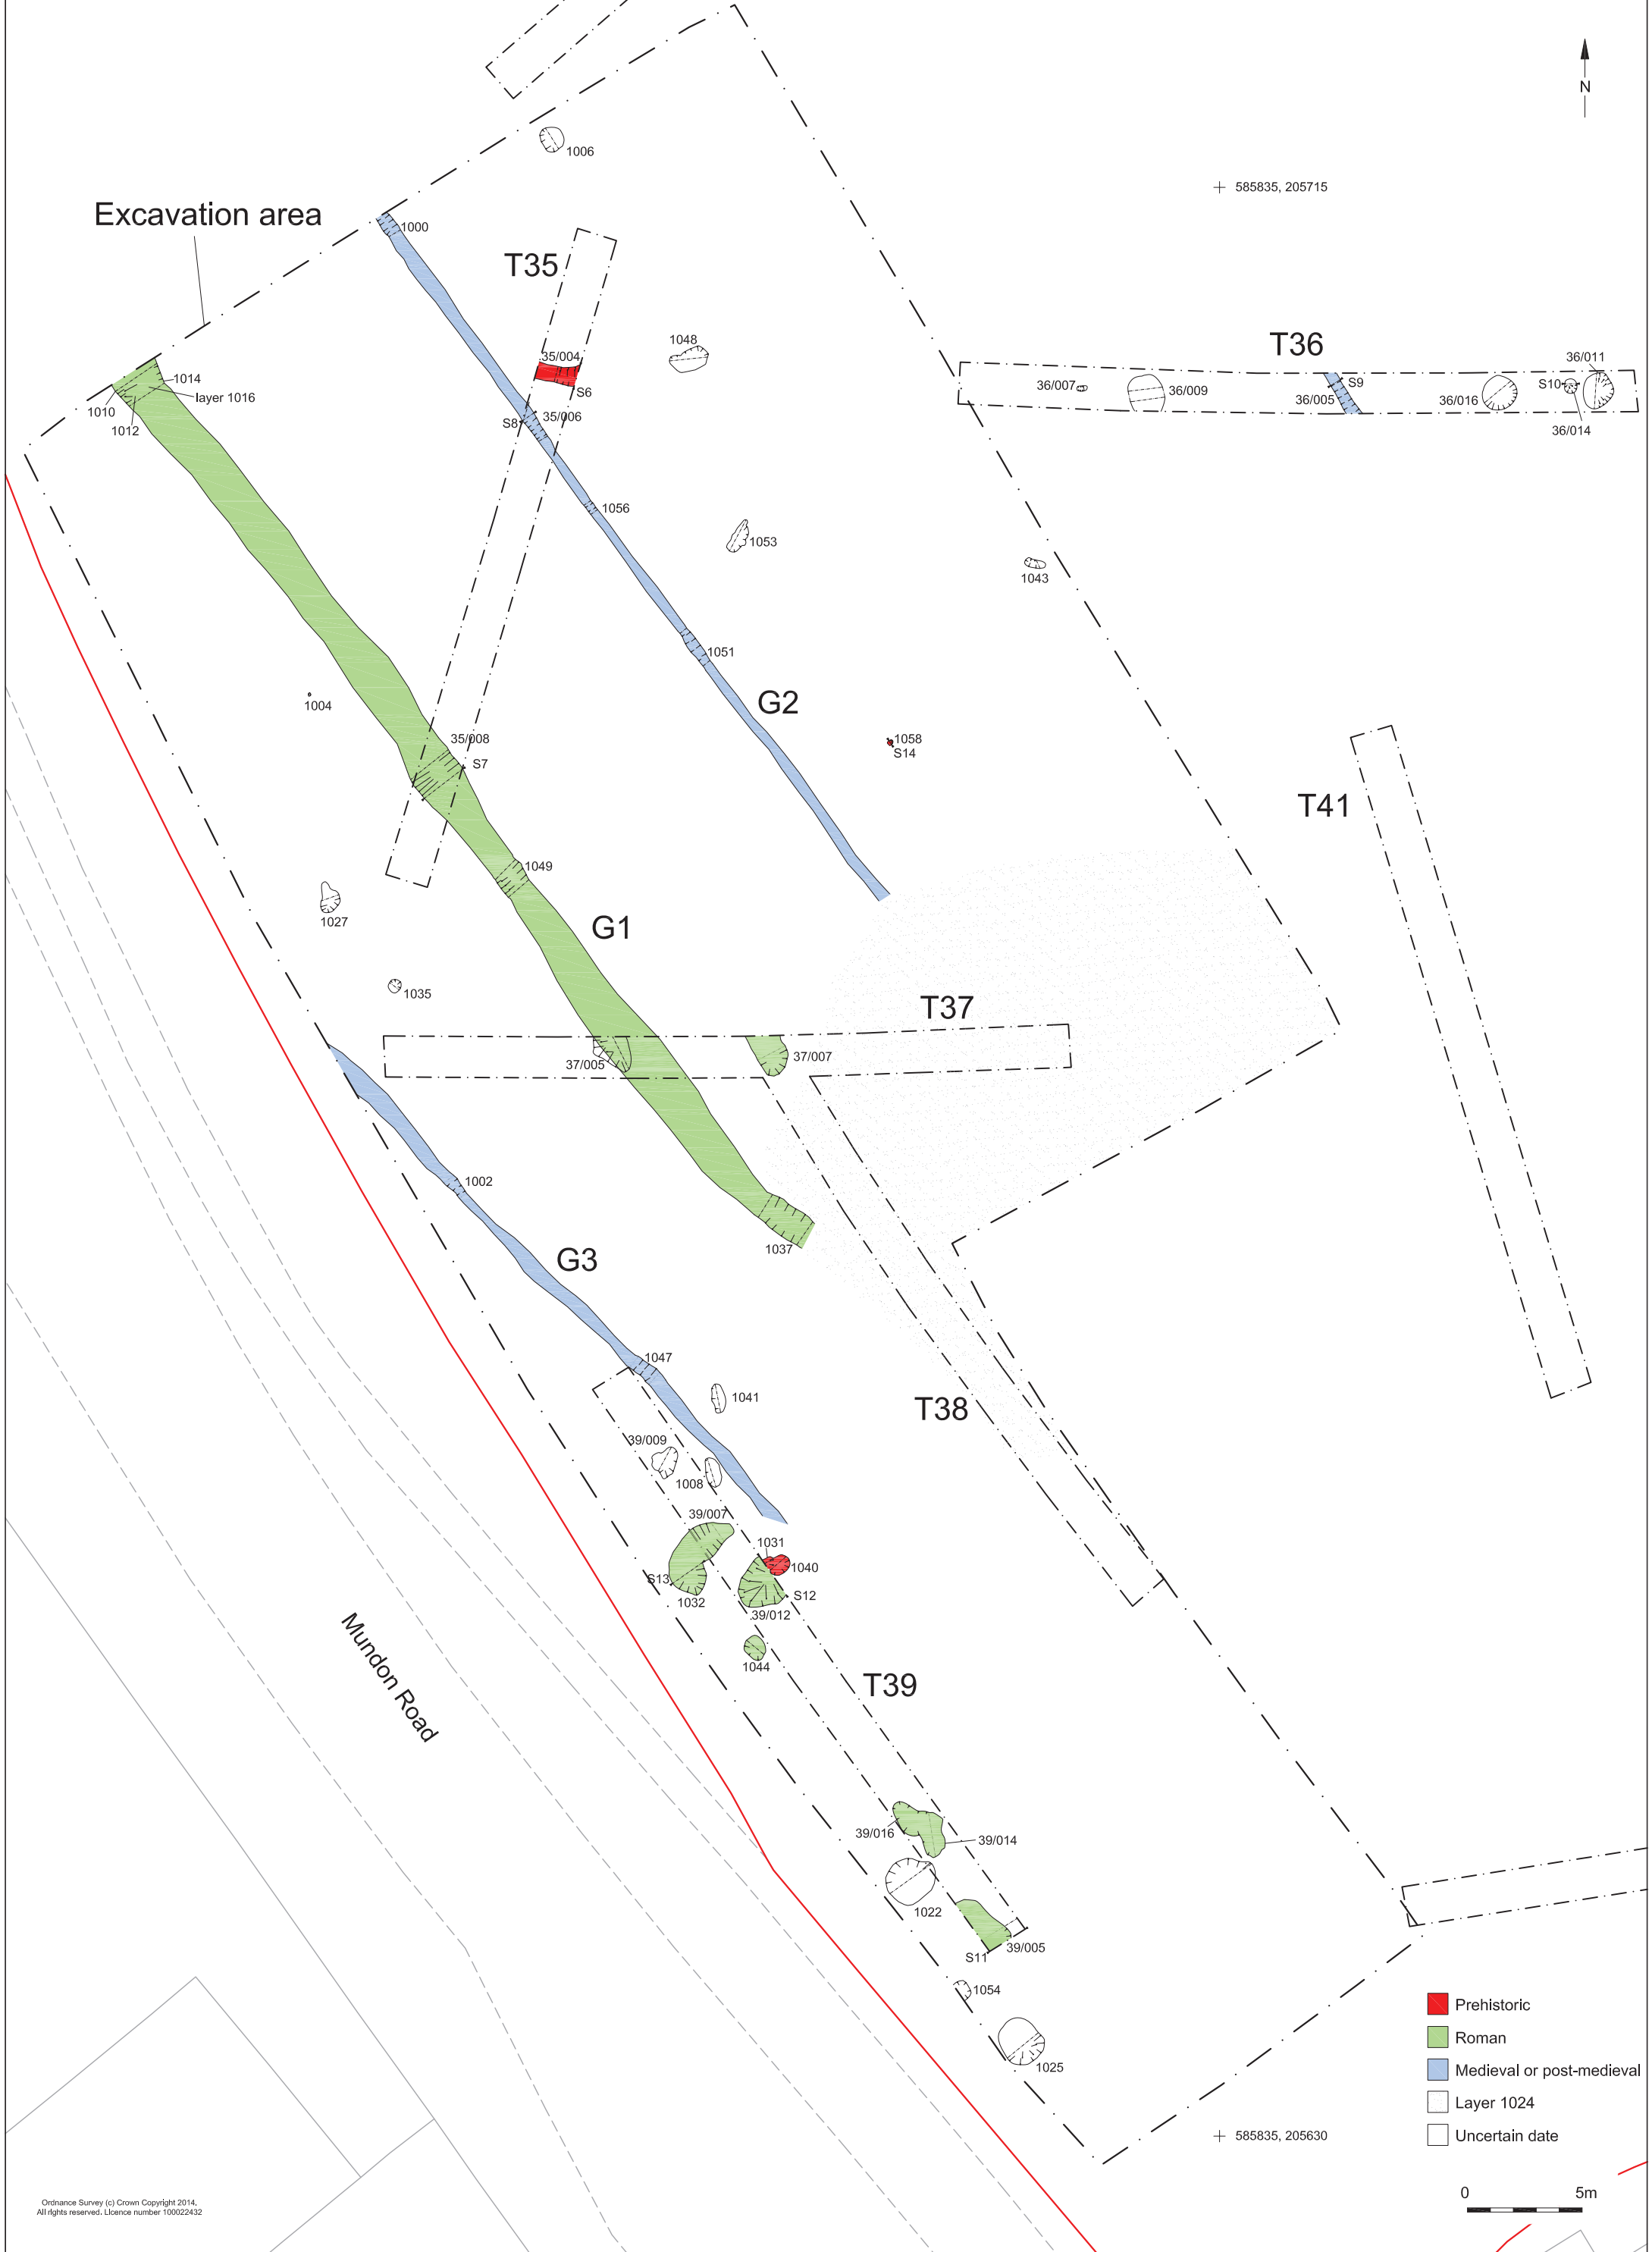 1006
N
585835, 205715
Excavation area
1000
T35
1048
T36
35/004
S6
36/011
36/007
36/009
S9
S10
36/005
36/016
36/014
1014
layer 1016
1010
1012
35/006
S8
1056
1053
1043
1051
G2
1004
1058
S14
35/008
S7
T41
1049
1027
G1
1035
T37
37/005
37/007
1002
1037
G3
1047
1041
T38
39/009
1008
39/007
1031
1040
S13
S12
1032
39/012
1044
Mundon Road
T39
39/016
39/014
1022
S11
39/005
1054
1025
Prehistoric
Roman
Medieval or post-medieval
Layer 1024
Uncertain date
585835, 205630
0 5m
Ordnance Survey (c) Crown Copyright 2014.
All rights reserved. Licence number 100022432